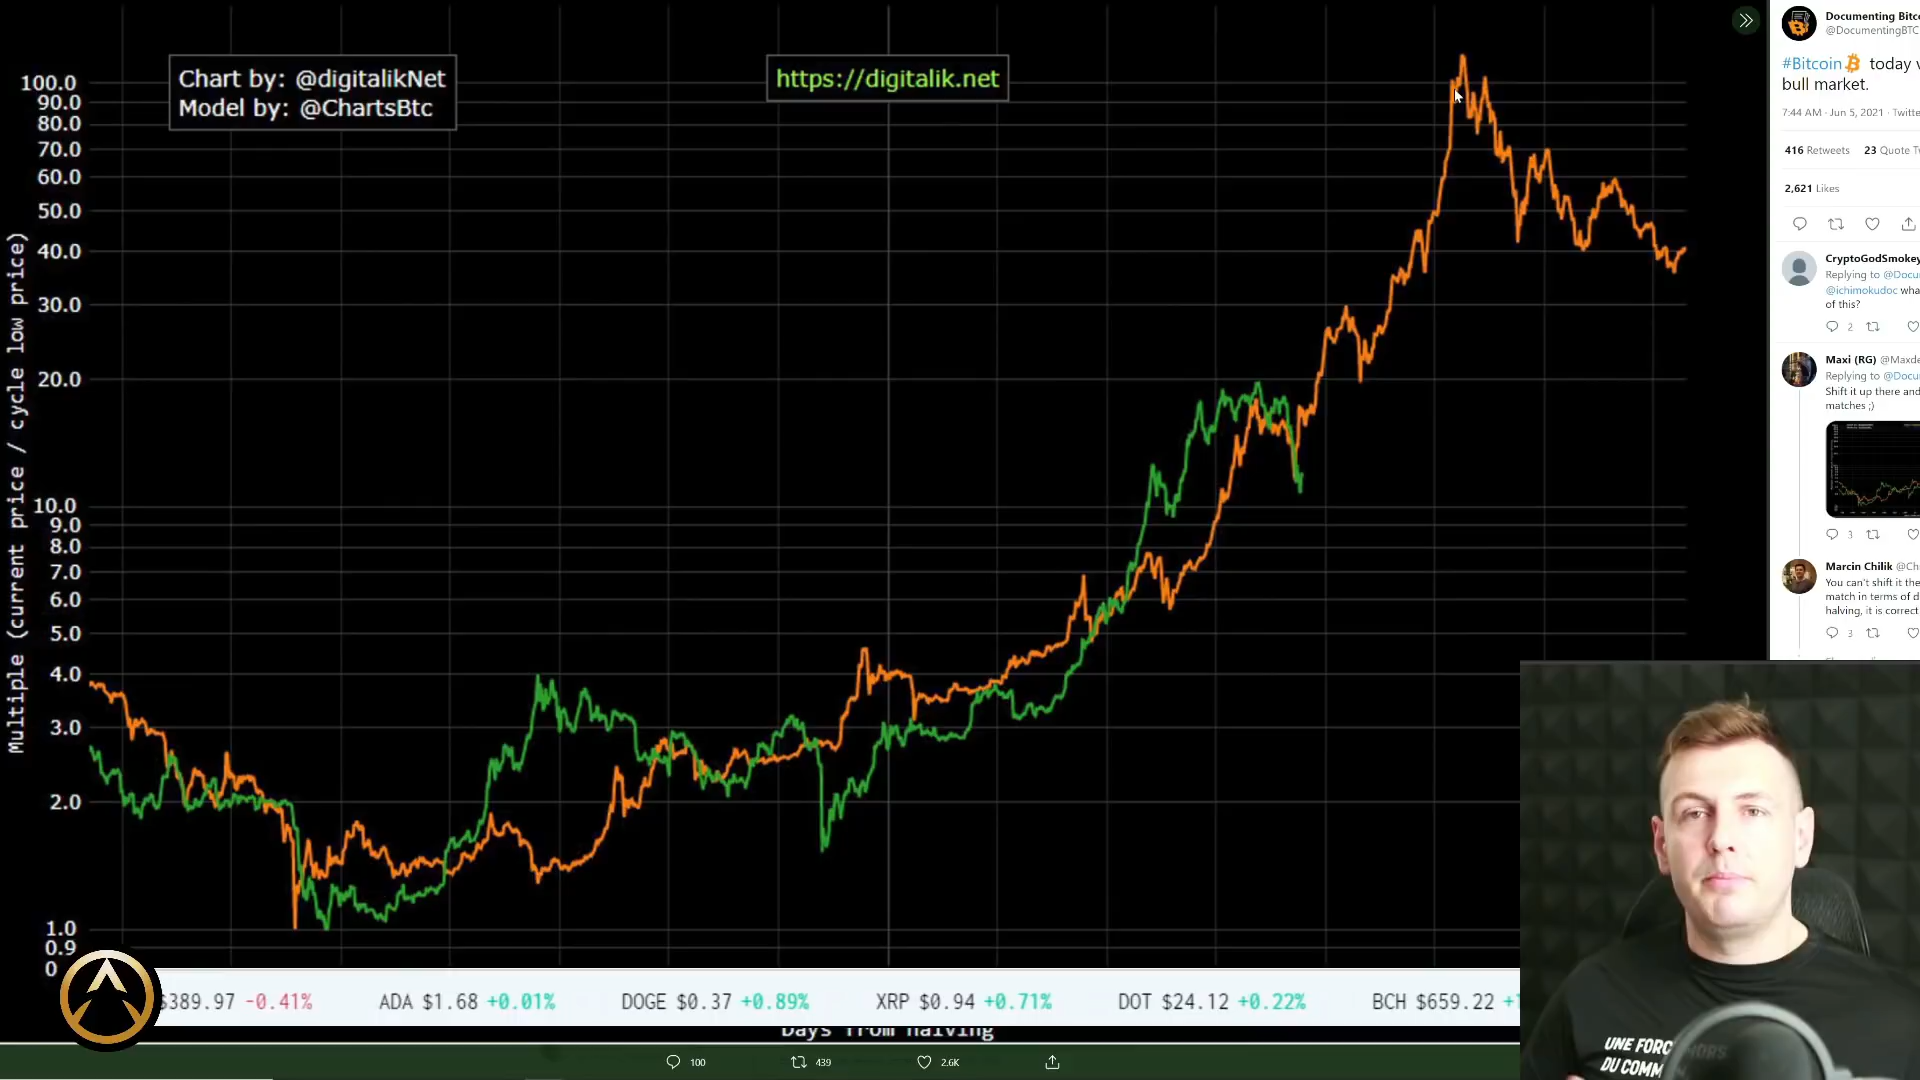 Chart by: @digitalikNet
Model by: @ChartsBtc
https://digitalik.net
Multiple (current price / cycle low price)
100.0
90.0
80.0
70.0
60.0
50.0
40.0
30.0
20.0
10.0
9.0
8.0
7.0
6.0
5.0
4.0
3.0
2.0
1.0
0.9
0
$389.97 -0.41%
ADA $1.68 +0.01%
DOGE $0.37 +0.89%
XRP $0.94 +0.71%
DOT $24.12 +0.22%
BCH $659.22
Days from halving
100
439
2.6K
Documenting Bitc
@DocumentingBTC
#Bitcoin today
bull market.
7:44 AM · Jun 5, 2021 · Twitte
416 Retweets 23 Quote Tw
2,621 Likes
CryptoGodSmokey
Replying to @Docu
@ichimokudoc wha
of this?
2
Maxi (RG) @Maxde
Replying to @Docu
Shift it up there and
matches ;)
3
Marcin Chilik @Ch
You can't shift it the
match in terms of d
halving, it is correct
3
UNE FORC
DU COMM